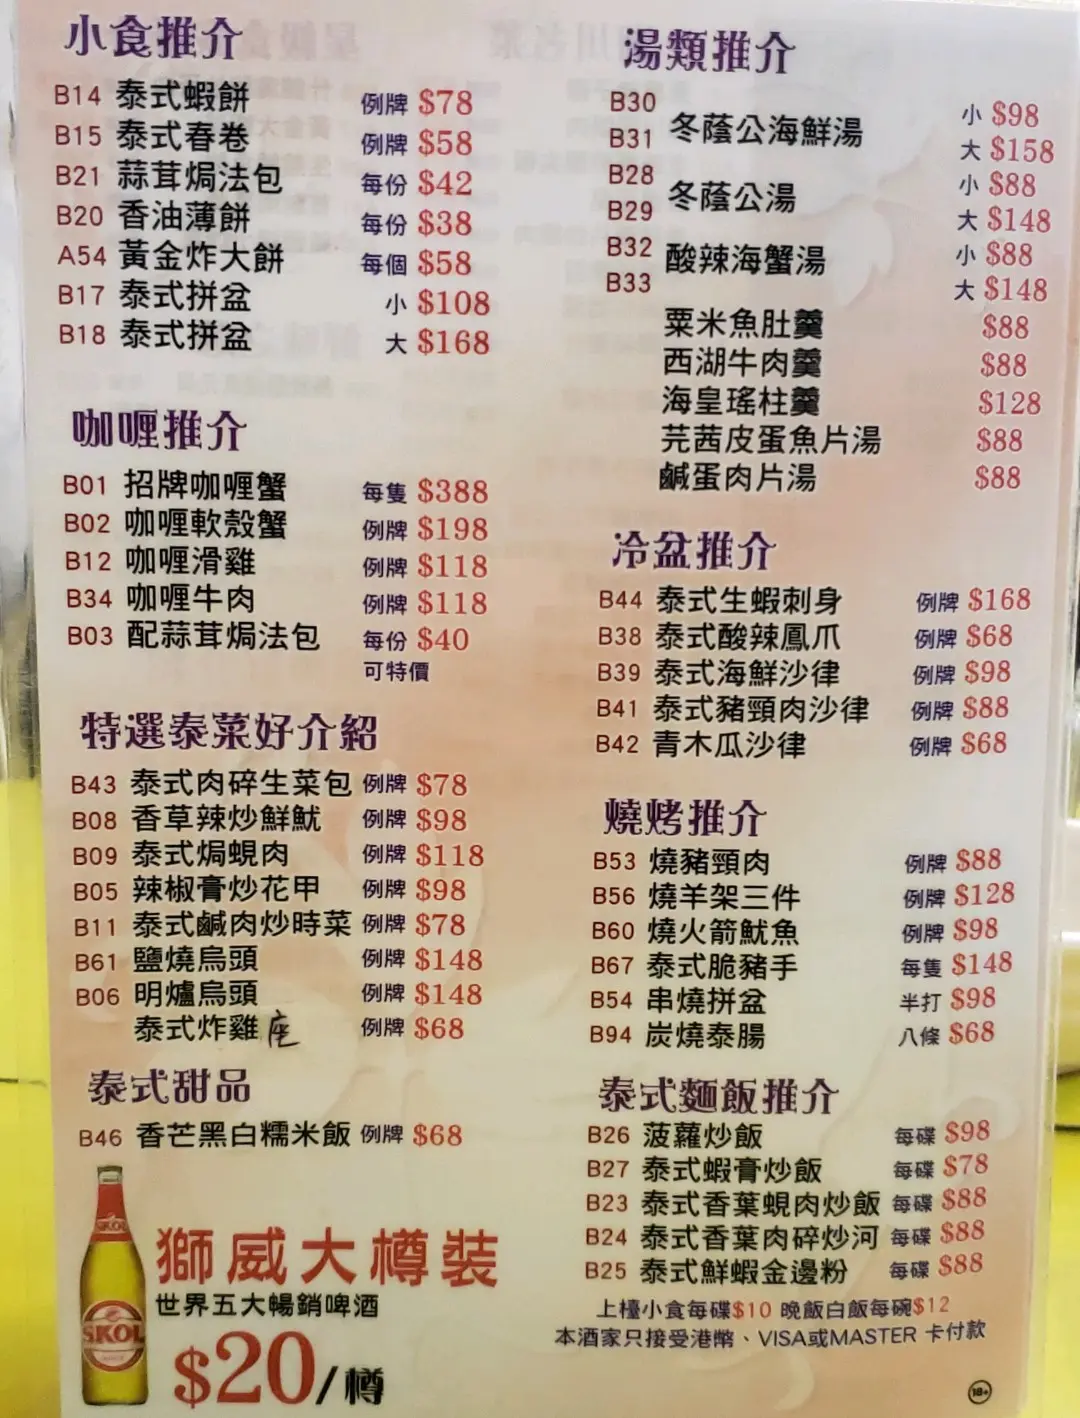 小食推介
B14 泰式蝦餅 例牌 $78
B15 泰式春卷 例牌 $58
B21 蒜茸焗法包 每份 $42
B20 香油薄餅 每份 $38
A54 黃金炸大餅 每個 $58
B17 泰式拼盆 小 $108
B18 泰式拼盆 大 $168
咖喱推介
B01 招牌咖喱蟹 每隻 $388
B02 咖喱軟殼蟹 例牌 $198
B12 咖喱滑雞 例牌 $118
B34 咖喱牛肉 例牌 $118
B03 配蒜茸焗法包 每份 $40
可特價
特選泰菜好介紹
B43 泰式肉碎生菜包 例牌 $78
B08 香草辣炒鮮魷 例牌 $98
B09 泰式焗蜆肉 例牌 $118
B05 辣椒膏炒花甲 例牌 $98
B11 泰式鹹肉炒時菜 例牌 $78
B61 鹽燒烏頭 例牌 $148
B06 明爐烏頭 例牌 $148
泰式炸雞 例牌 $68
泰式甜品
B46 香芒黑白糯米飯 例牌 $68
SKOL
SKOL
獅威大樽裝
世界五大暢銷啤酒
$20/樽
湯類推介
B30 冬蔭公海鮮湯 小 $98
B31 大 $158
B28 冬蔭公湯 小 $88
B29 大 $148
B32 酸辣海蟹湯 小 $88
B33 大 $148
粟米魚肚羹 $88
西湖牛肉羹 $88
海皇瑤柱羹 $128
芫茜皮蛋魚片湯 $88
鹹蛋肉片湯 $88
冷盆推介
B44 泰式生蝦刺身 例牌 $168
B38 泰式酸辣鳳爪 例牌 $68
B39 泰式海鮮沙律 例牌 $98
B41 泰式豬頸肉沙律 例牌 $88
B42 青木瓜沙律 例牌 $68
燒烤推介
B53 燒豬頸肉 例牌 $88
B56 燒羊架三件 例牌 $128
B60 燒火箭魷魚 例牌 $98
B67 泰式脆豬手 每隻 $148
B54 串燒拼盆 半打 $98
B94 炭燒泰腸 八條 $68
泰式麵飯推介
B26 菠蘿炒飯 每碟 $98
B27 泰式蝦膏炒飯 每碟 $78
B23 泰式香葉蜆肉炒飯 每碟 $88
B24 泰式香葉肉碎炒河 每碟 $88
B25 泰式鮮蝦金邊粉 每碟 $88
上檯小食每碟$10 晚飯白飯每碗$12
本酒家只接受港幣、VISA或MASTER 卡付款
18+